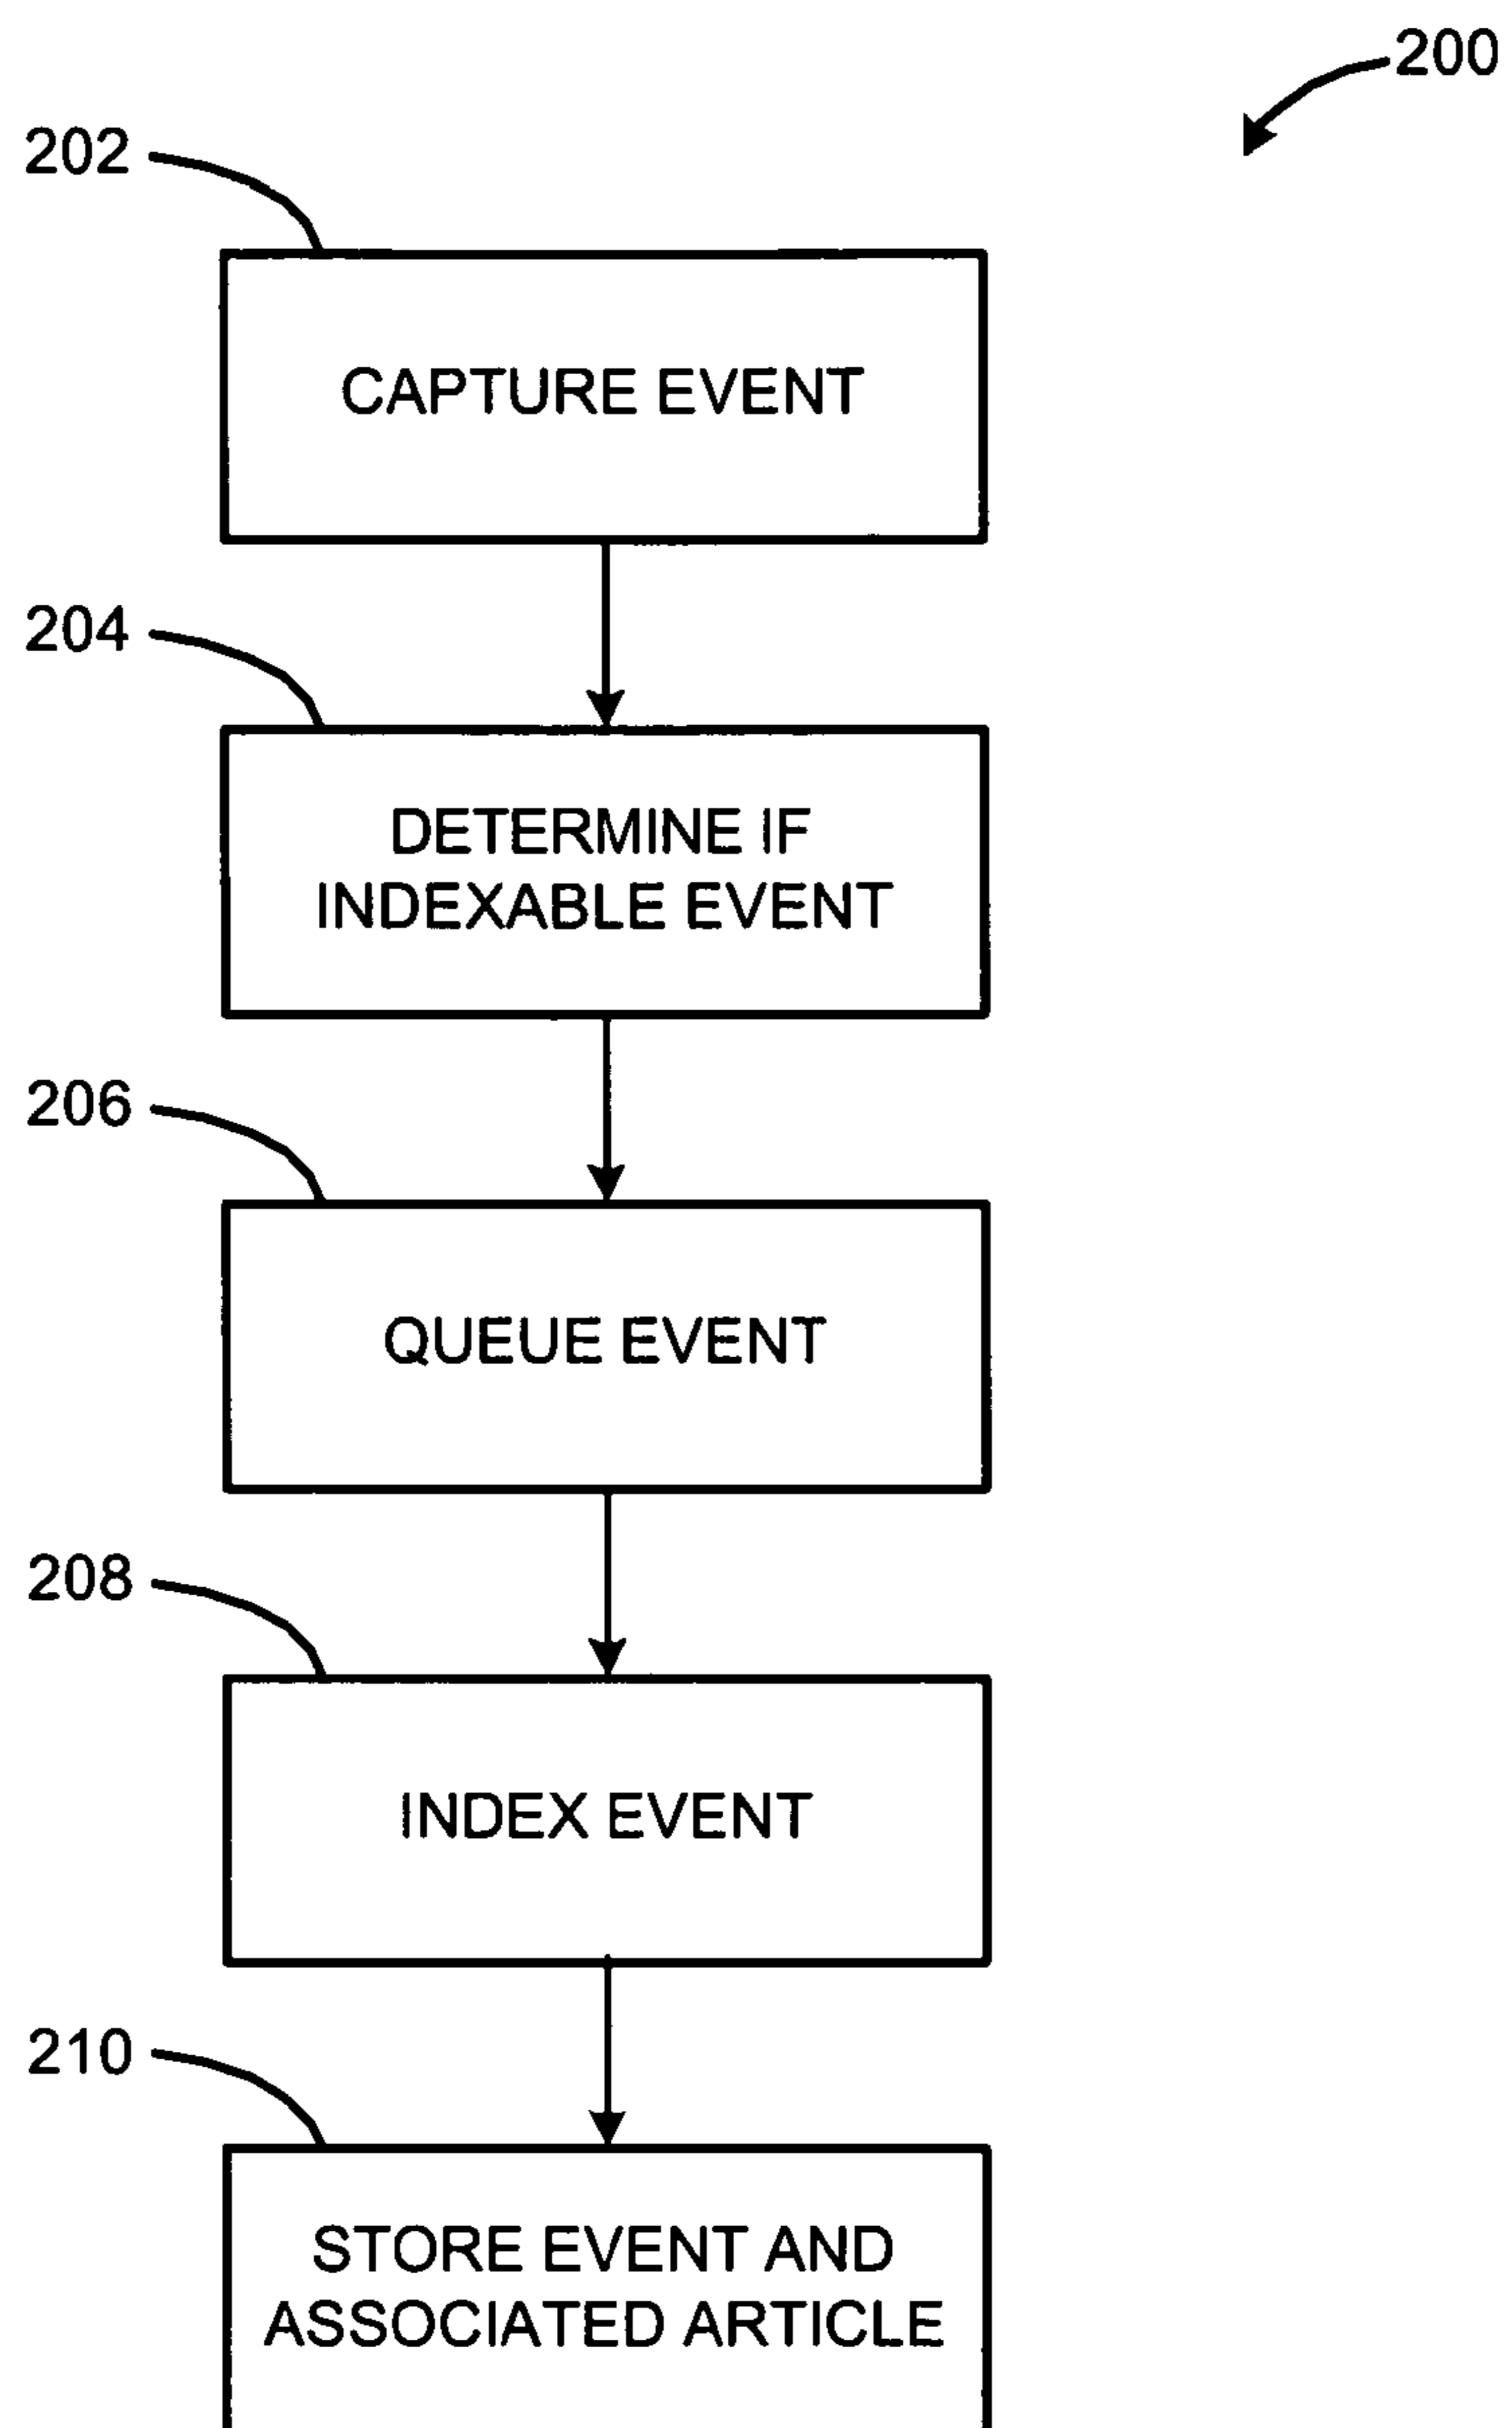 200
202
CAPTURE EVENT
204
DETERMINE IF
INDEXABLE EVENT
206
QUEUE EVENT
208
INDEX EVENT
210
STORE EVENT AND
ASSOCIATED ARTICLE